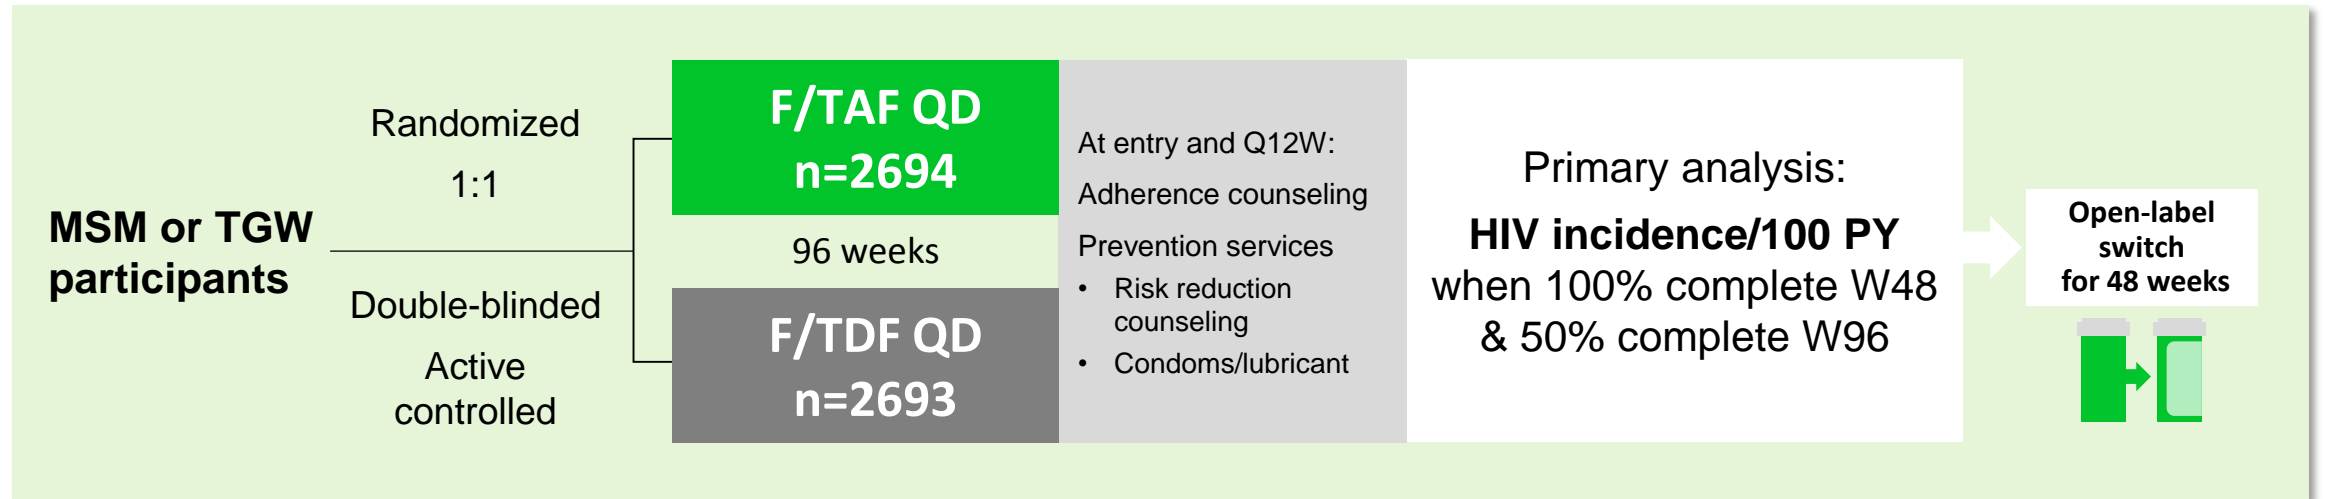 MSM or TGW
participants
Randomized
1:1
Double-blinded
Active
controlled
F/TAF QD
n=2694
96 weeks
F/TDF QD
n=2693
At entry and Q12W:
Adherence counseling
Prevention services
• Risk reduction
counseling
• Condoms/lubricant
Primary analysis:
HIV incidence/100 PY
when 100% complete W48
& 50% complete W96
Open-label
switch
for 48 weeks